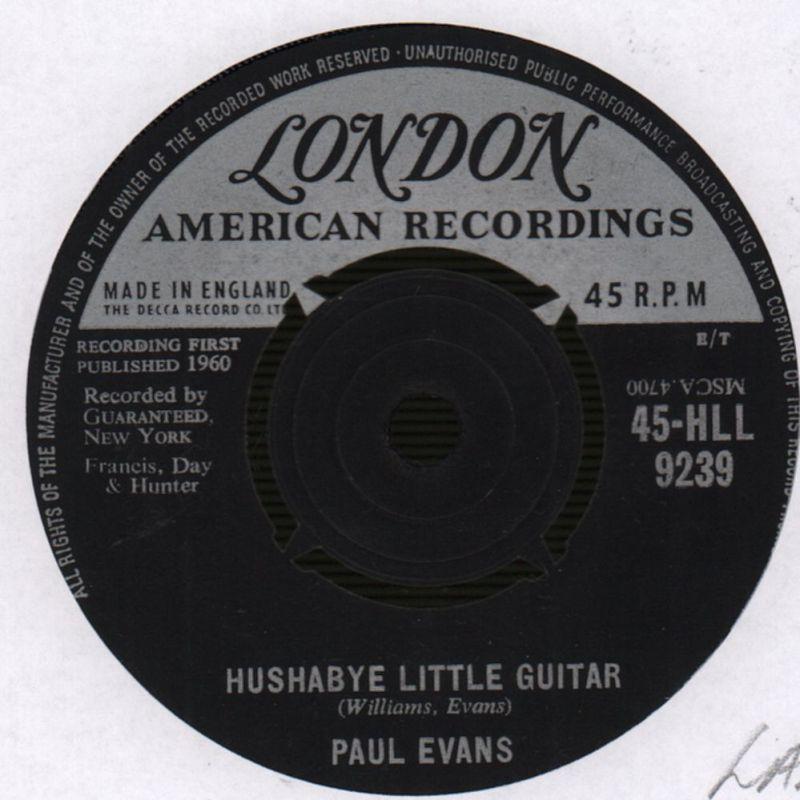 ALL RIGHTS OF THE MANUFACTURER AND OF THE OWNER OF THE RECORDED WORK RESERVED · UNAUTHORISED PUBLIC PERFORMANCE BROADCASTING AND COPYING OF THIS RECORD
LONDON
AMERICAN RECORDINGS
MADE IN ENGLAND
THE DECCA RECORD CO. LTD
45 R.P.M
RECORDING FIRST
PUBLISHED 1960
E/T
Recorded by
GUARANTEED,
NEW YORK
MSCA.4700
45-HLL
9239
Francis, Day
& Hunter
HUSHABYE LITTLE GUITAR
(Williams, Evans)
PAUL EVANS